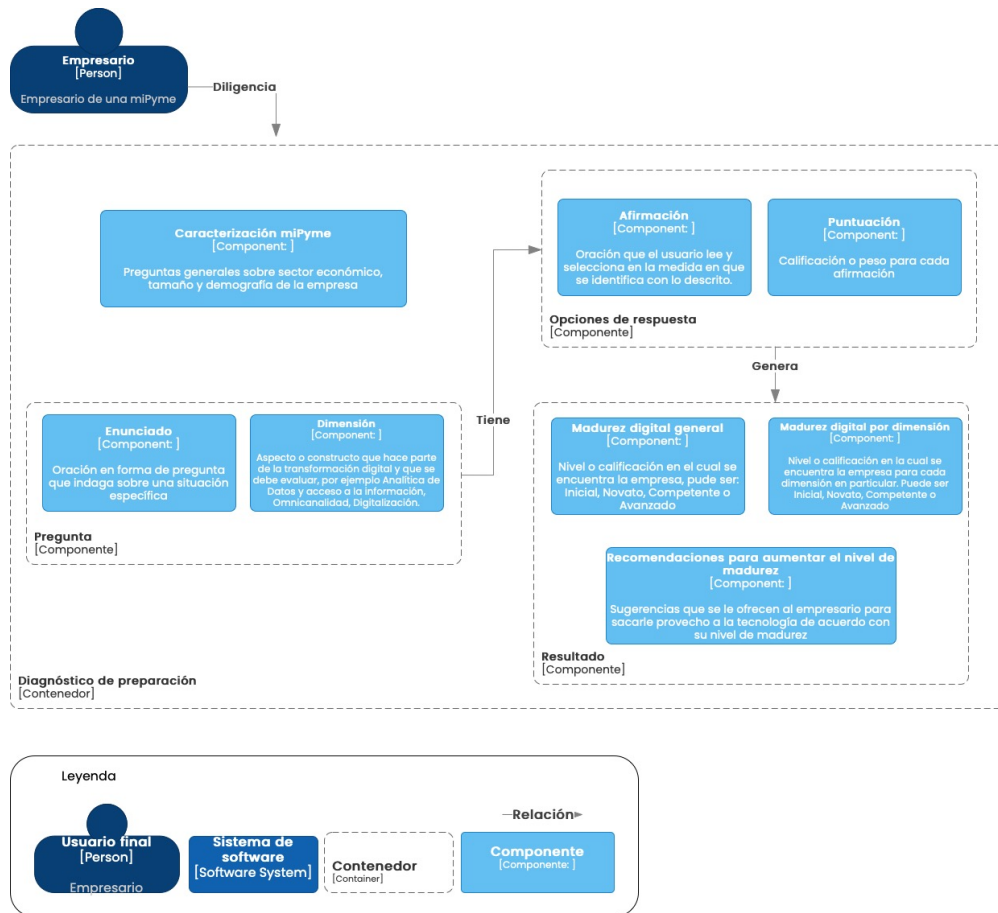 Empresario
[Person]
Empresario de una miPyme
Diligencia
Caracterización miPyme
[Component: ]
Preguntas generales sobre sector económico,
tamaño y demografía de la empresa
Afirmación
[Component: ]
Oración que el usuario lee y
selecciona en la medida en que
se identifica con lo descrito.
Puntuación
[Component: ]
Calificación o peso para cada
afirmación
Opciones de respuesta
[Componente]
Genera
Tiene
Enunciado
[Component: ]
Oración en forma de pregunta
que indaga sobre una situación
específica
Dimensión
[Component: ]
Aspecto o constructo que hace parte
de la transformación digital y que se
debe evaluar, por ejemplo Analítica de
Datos y acceso a la información,
Omnicanalidad, Digitalización.
Pregunta
[Componente]
Madurez digital general
[Component: ]
Nivel o calificación en el cual se
encuentra la empresa, pude ser:
Inicial, Novato, Competente o
Avanzado
Madurez digital por dimensión
[Component: ]
Nivel o calificación en la cual se
encuentra la empresa para cada
dimensión en particular. Puede ser
Inicial, Novato, Competente o
Avanzado
Recomendaciones para aumentar el nivel de
madurez
[Component: ]
Sugerencias que se le ofrecen al empresario para
sacarle provecho a la tecnología de acuerdo con
su nivel de madurez
Resultado
[Componente]
Diagnóstico de preparación
[Contenedor]
Leyenda
Usuario final
[Person]
Empresario
Sistema de
software
[Software System]
Contenedor
[Container]
Relación
Componente
[Componente: ]